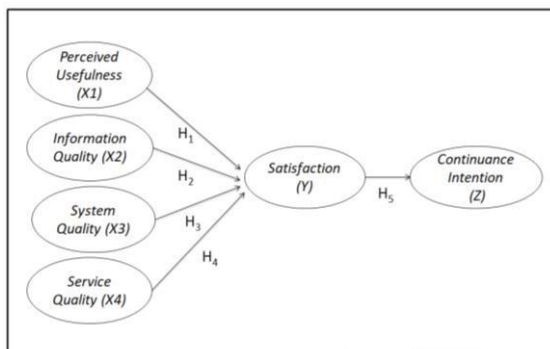 Perceived
Usefulness
(X1)
H1
Information
Quality (X2)
H2
System
Quality (X3)
H3
Service
Quality (X4)
H4
Satisfaction
(Y)
H5
Continuance
Intention
(Z)